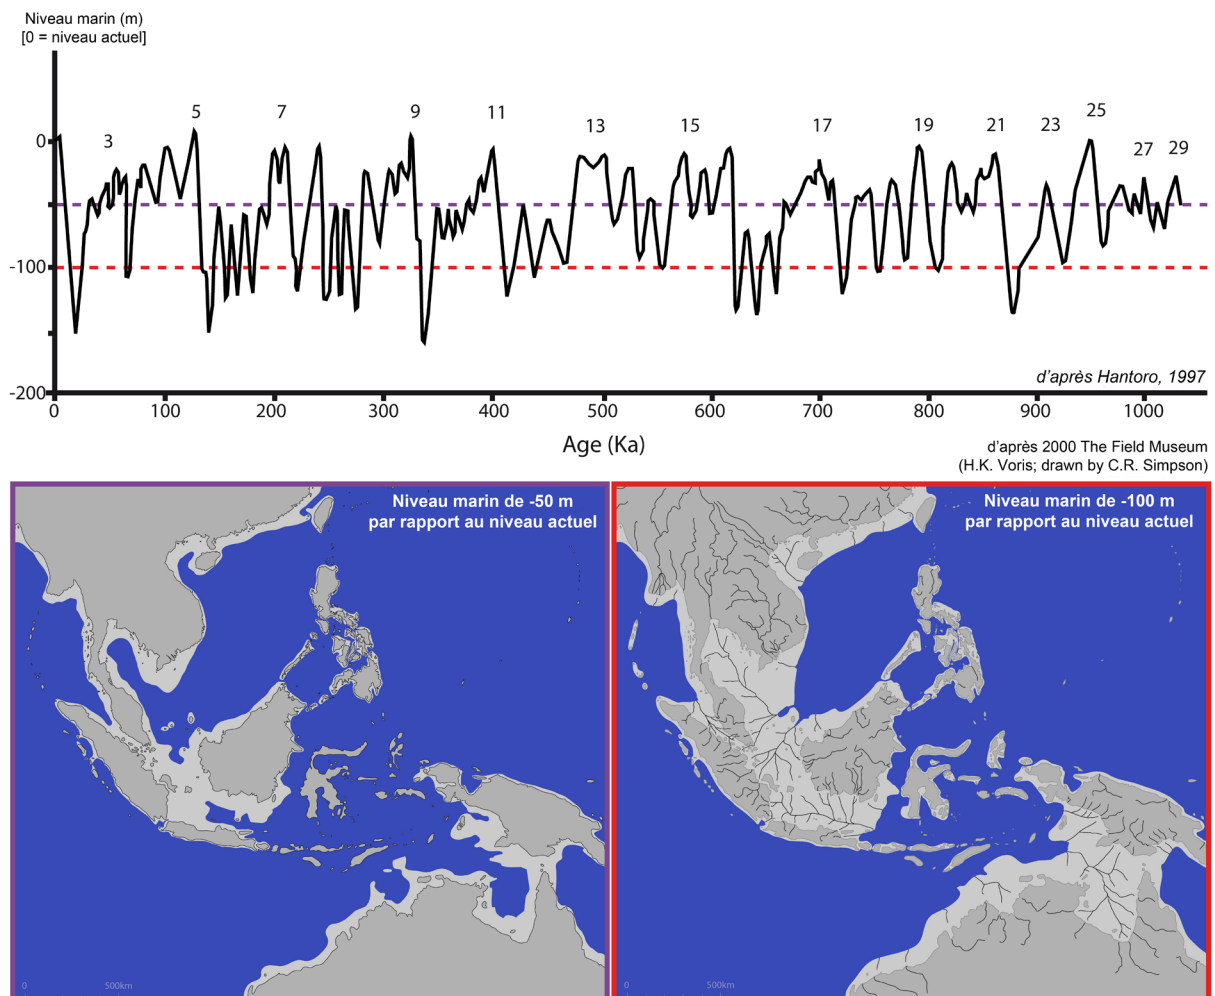 Niveau marin (m)
[0 = niveau actuel]
3
5
7
9
11
13
15
17
19
21
23
25
27
29
0
-100
-200
d'après Hantoro, 1997
0
100
200
300
400
500
600
700
800
900
1000
Age (Ka)
d'après 2000 The Field Museum
(H.K. Voris; drawn by C.R. Simpson)
Niveau marin de -50 m
par rapport au niveau actuel
0
500km
Niveau marin de -100 m
par rapport au niveau actuel
0
500km